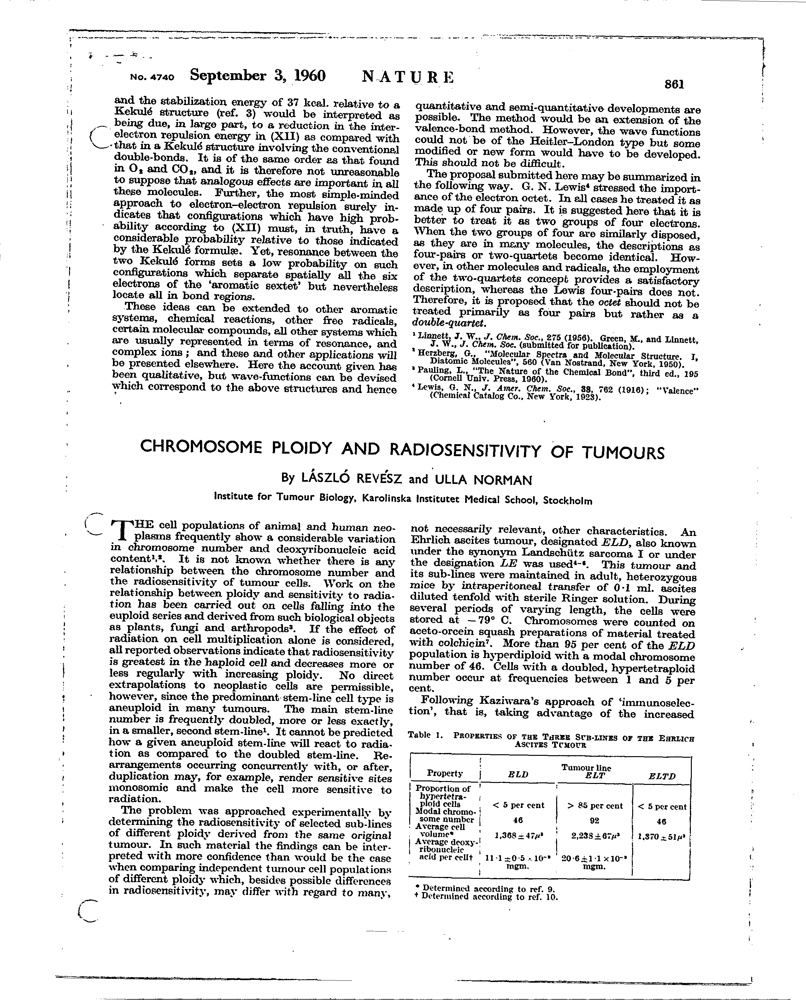 No. 4740 September 3, 1960 NATURE 861
and the stabilization energy of 37 kcal. relative to a
Kekulé structure (ref. 3) would be interpreted as
being due, in large part, to a reduction in the inter-
electron repulsion energy in (XII) as compared with
that in a Kekulé structure involving the conventional
double-bonds. It is of the same order as that found
in O₂ and CO₂, and it is therefore not unreasonable
to suppose that analogous effects are important in all
these molecules. Further, the most simple-minded
approach to electron–electron repulsion surely in-
dicates that configurations which have high prob-
ability according to (XII) must, in truth, have a
considerable probability relative to those indicated
by the Kekulé formulæ. Yet, resonance between the
two Kekulé forms sets a low probability on such
configurations which separate spatially all the six
electrons of the 'aromatic sextet' but nevertheless
locate all in bond regions.
These ideas can be extended to other aromatic
systems, chemical reactions, other free radicals,
certain molecular compounds, all other systems which
are usually represented in terms of resonance, and
complex ions ; and these and other applications will
be presented elsewhere. Here the account given has
been qualitative, but wave-functions can be devised
which correspond to the above structures and hence
quantitative and semi-quantitative developments are
possible. The method would be an extension of the
valence-bond method. However, the wave functions
could not be of the Heitler–London type but some
modified or new form would have to be developed.
This should not be difficult.
The proposal submitted here may be summarized in
the following way. G. N. Lewis⁴ stressed the import-
ance of the electron octet. In all cases he treated it as
made up of four pairs. It is suggested here that it is
better to treat it as two groups of four electrons.
When the two groups of four are similarly disposed,
as they are in many molecules, the descriptions as
four-pairs or two-quartets become identical. How-
ever, in other molecules and radicals, the employment
of the two-quartets concept provides a satisfactory
description, whereas the Lewis four-pairs does not.
Therefore, it is proposed that the octet should not be
treated primarily as four pairs but rather as a
double-quartet.
¹ Linnett, J. W., J. Chem. Soc., 275 (1956). Green, M., and Linnett,
J. W., J. Chem. Soc. (submitted for publication).
² Herzberg, G., "Molecular Spectra and Molecular Structure. I,
Diatomic Molecules", 560 (Van Nostrand, New York, 1950).
³ Pauling, L., "The Nature of the Chemical Bond", third ed., 195
(Cornell Univ. Press, 1960).
⁴ Lewis, G. N., J. Amer. Chem. Soc., 38, 762 (1916) ; "Valence"
(Chemical Catalog Co., New York, 1923).
CHROMOSOME PLOIDY AND RADIOSENSITIVITY OF TUMOURS
By LÁSZLÓ REVÉSZ and ULLA NORMAN
Institute for Tumour Biology, Karolinska Institutet Medical School, Stockholm
THE cell populations of animal and human neo-
plasms frequently show a considerable variation
in chromosome number and deoxyribonucleic acid
content¹,². It is not known whether there is any
relationship between the chromosome number and
the radiosensitivity of tumour cells. Work on the
relationship between ploidy and sensitivity to radia-
tion has been carried out on cells falling into the
euploid series and derived from such biological objects
as plants, fungi and arthropods³. If the effect of
radiation on cell multiplication alone is considered,
all reported observations indicate that radiosensitivity
is greatest in the haploid cell and decreases more or
less regularly with increasing ploidy. No direct
extrapolations to neoplastic cells are permissible,
however, since the predominant stem-line cell type is
aneuploid in many tumours. The main stem-line
number is frequently doubled, more or less exactly,
in a smaller, second stem-line¹. It cannot be predicted
how a given aneuploid stem-line will react to radia-
tion as compared to the doubled stem-line. Re-
arrangements occurring concurrently with, or after,
duplication may, for example, render sensitive sites
monosomic and make the cell more sensitive to
radiation.
The problem was approached experimentally by
determining the radiosensitivity of selected sub-lines
of different ploidy derived from the same original
tumour. In such material the findings can be inter-
preted with more confidence than would be the case
when comparing independent tumour cell populations
of different ploidy which, besides possible differences
in radiosensitivity, may differ with regard to many,
not necessarily relevant, other characteristics. An
Ehrlich ascites tumour, designated ELD, also known
under the synonym Landschütz sarcoma I or under
the designation LE was used⁴⁻⁶. This tumour and
its sub-lines were maintained in adult, heterozygous
mice by intraperitoneal transfer of 0·1 ml. ascites
diluted tenfold with sterile Ringer solution. During
several periods of varying length, the cells were
stored at −79° C. Chromosomes were counted on
aceto-orcein squash preparations of material treated
with colchicin⁷. More than 95 per cent of the ELD
population is hyperdiploid with a modal chromosome
number of 46. Cells with a doubled, hypertetraploid
number occur at frequencies between 1 and 5 per
cent.
Following Kaziwara's approach of 'immunoselec-
tion', that is, taking advantage of the increased
Table 1. PROPERTIES OF THE THREE SUB-LINES OF THE EHRLICH
ASCITES TUMOUR
Property Tumour line
ELD ELT ELTD
Proportion of
hypertetra-
ploid cells < 5 per cent > 85 per cent < 5 per cent
Modal chromo-
some number 46 92 46
Average cell
volume* 1,368±47μ³ 2,238±67μ³ 1,370±51μ³
Average deoxy-
ribonucleic
acid per cell† 11·1±0·5×10⁻⁹ 20·6±1·1×10⁻⁹
mgm. mgm.
* Determined according to ref. 9.
† Determined according to ref. 10.